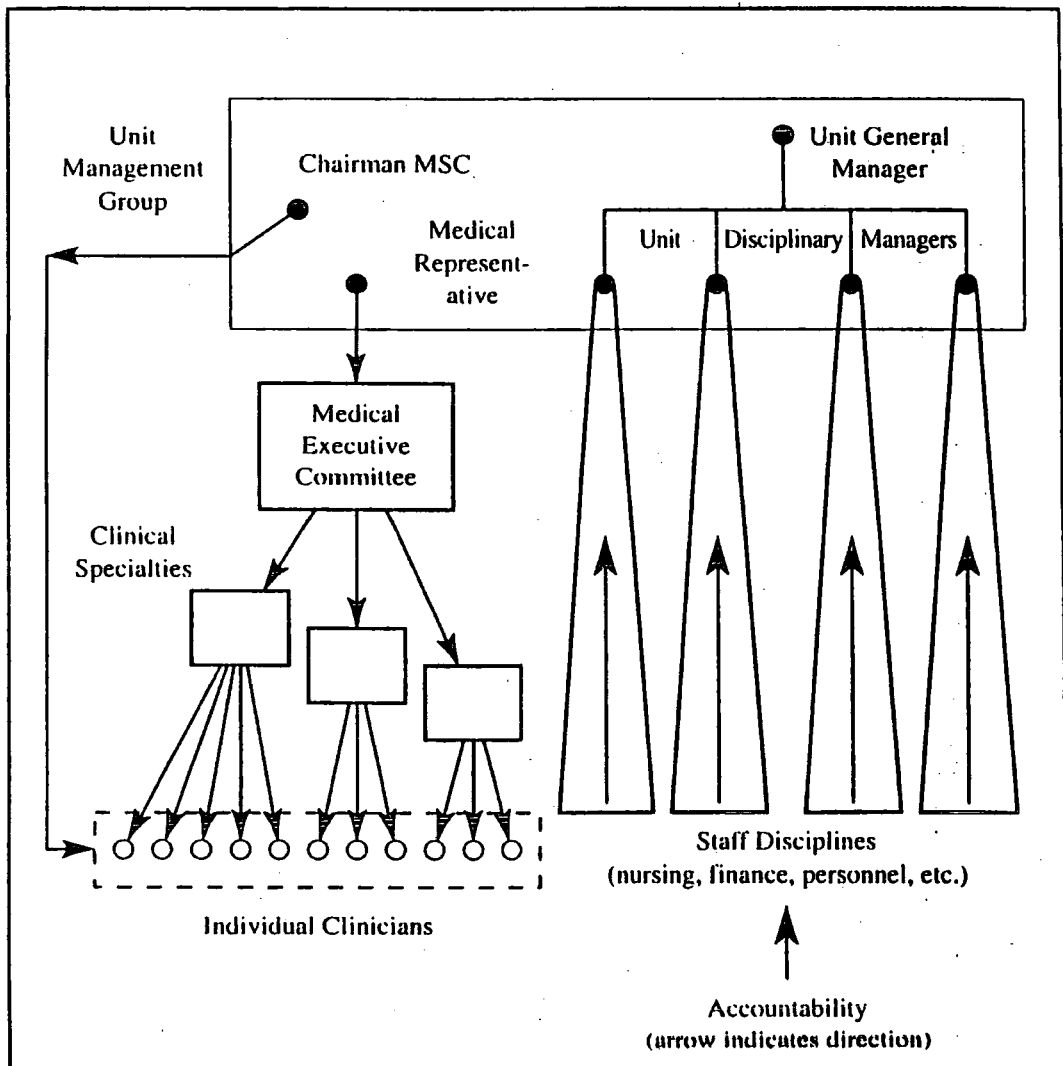 Unit
Management
Group
Chairman MSC
Medical
Represent-
ative
Unit General
Manager
Unit Disciplinary Managers
Medical
Executive
Committee
Clinical
Specialties
Individual Clinicians
Staff Disciplines
(nursing, finance, personnel, etc.)
Accountability
(arrow indicates direction)